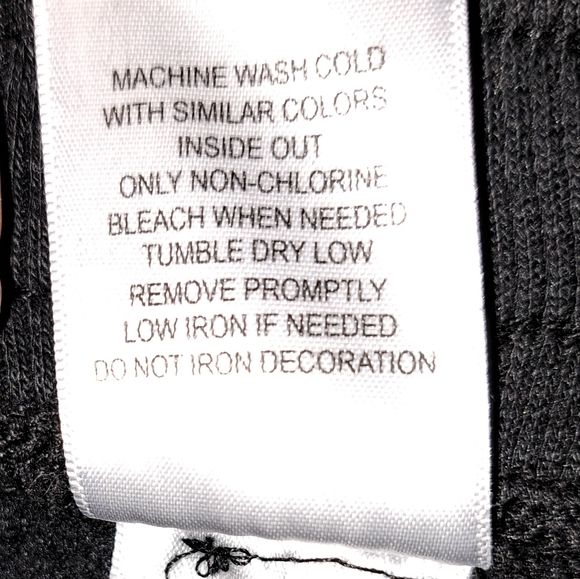 MACHINE WASH COLD
WITH SIMILAR COLORS
INSIDE OUT
ONLY NON-CHLORINE
BLEACH WHEN NEEDED
TUMBLE DRY LOW
REMOVE PROMPTLY
LOW IRON IF NEEDED
DO NOT IRON DECORATION